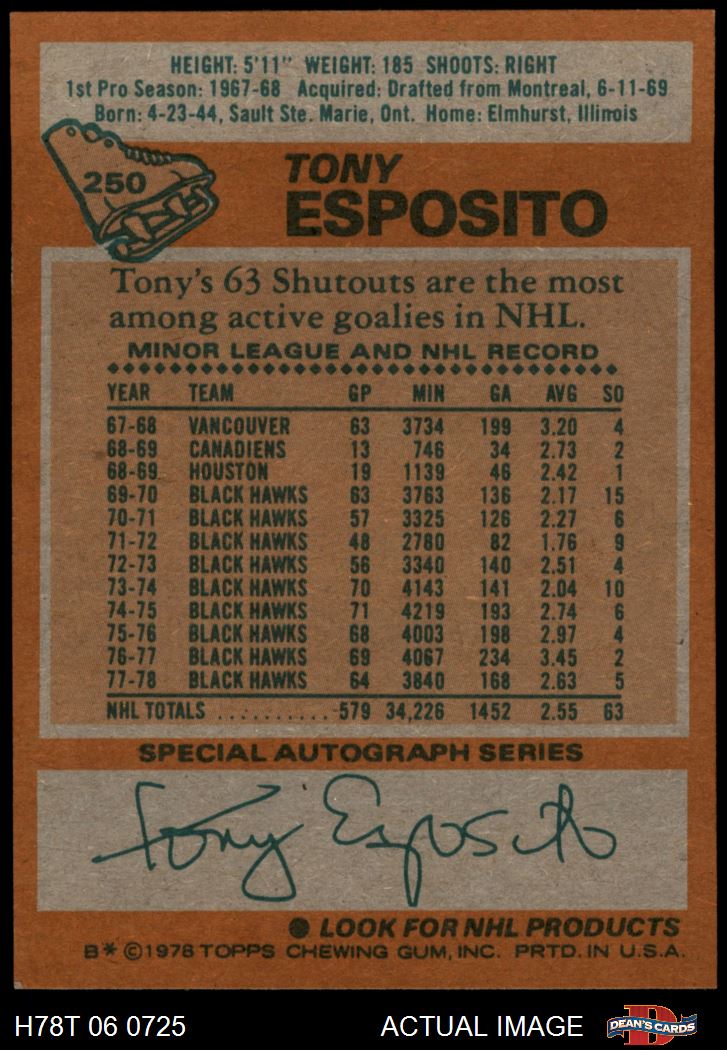 HEIGHT: 5'11" WEIGHT: 185 SHOOTS: RIGHT
1st Pro Season: 1967-68 Acquired: Drafted from Montreal, 6-11-69
Born: 4-23-44, Sault Ste. Marie, Ont. Home: Elmhurst, Illinois
250
TONY
ESPOSITO
Tony's 63 Shutouts are the most
among active goalies in NHL.
MINOR LEAGUE AND NHL RECORD
YEAR TEAM GP MIN GA AVG SO
67-68 VANCOUVER 63 3734 199 3.20 4
68-69 CANADIENS 13 746 34 2.73 2
68-69 HOUSTON 19 1139 46 2.42 1
69-70 BLACK HAWKS 63 3763 136 2.17 15
70-71 BLACK HAWKS 57 3325 126 2.27 6
71-72 BLACK HAWKS 48 2780 82 1.76 9
72-73 BLACK HAWKS 56 3340 140 2.51 4
73-74 BLACK HAWKS 70 4143 141 2.04 10
74-75 BLACK HAWKS 71 4219 193 2.74 6
75-76 BLACK HAWKS 68 4003 198 2.97 4
76-77 BLACK HAWKS 69 4067 234 3.45 2
77-78 BLACK HAWKS 64 3840 168 2.63 5
NHL TOTALS ........... 579 34,226 1452 2.55 63
SPECIAL AUTOGRAPH SERIES
Tony Esposito
● LOOK FOR NHL PRODUCTS
B* ©1978 TOPPS CHEWING GUM, INC. PRTD. IN U.S.A.
H78T 06 0725 ACTUAL IMAGE DEAN'S CARDS